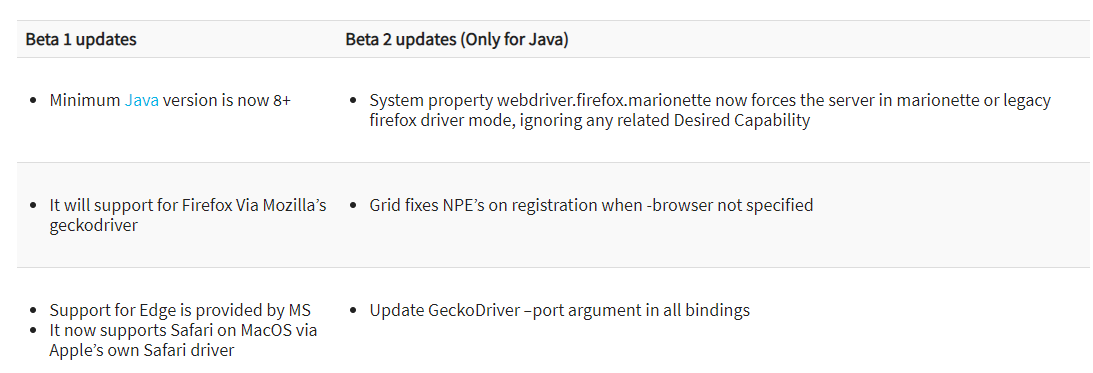 Beta 1 updates
Beta 2 updates (Only for Java)
• Minimum Java version is now 8+
• System property webdriver.firefox.marionette now forces the server in marionette or legacy
firefox driver mode, ignoring any related Desired Capability
• It will support for Firefox Via Mozilla’s
geckodriver
• Grid fixes NPE’s on registration when -browser not specified
• Support for Edge is provided by MS
• It now supports Safari on MacOS via
Apple’s own Safari driver
• Update GeckoDriver –port argument in all bindings